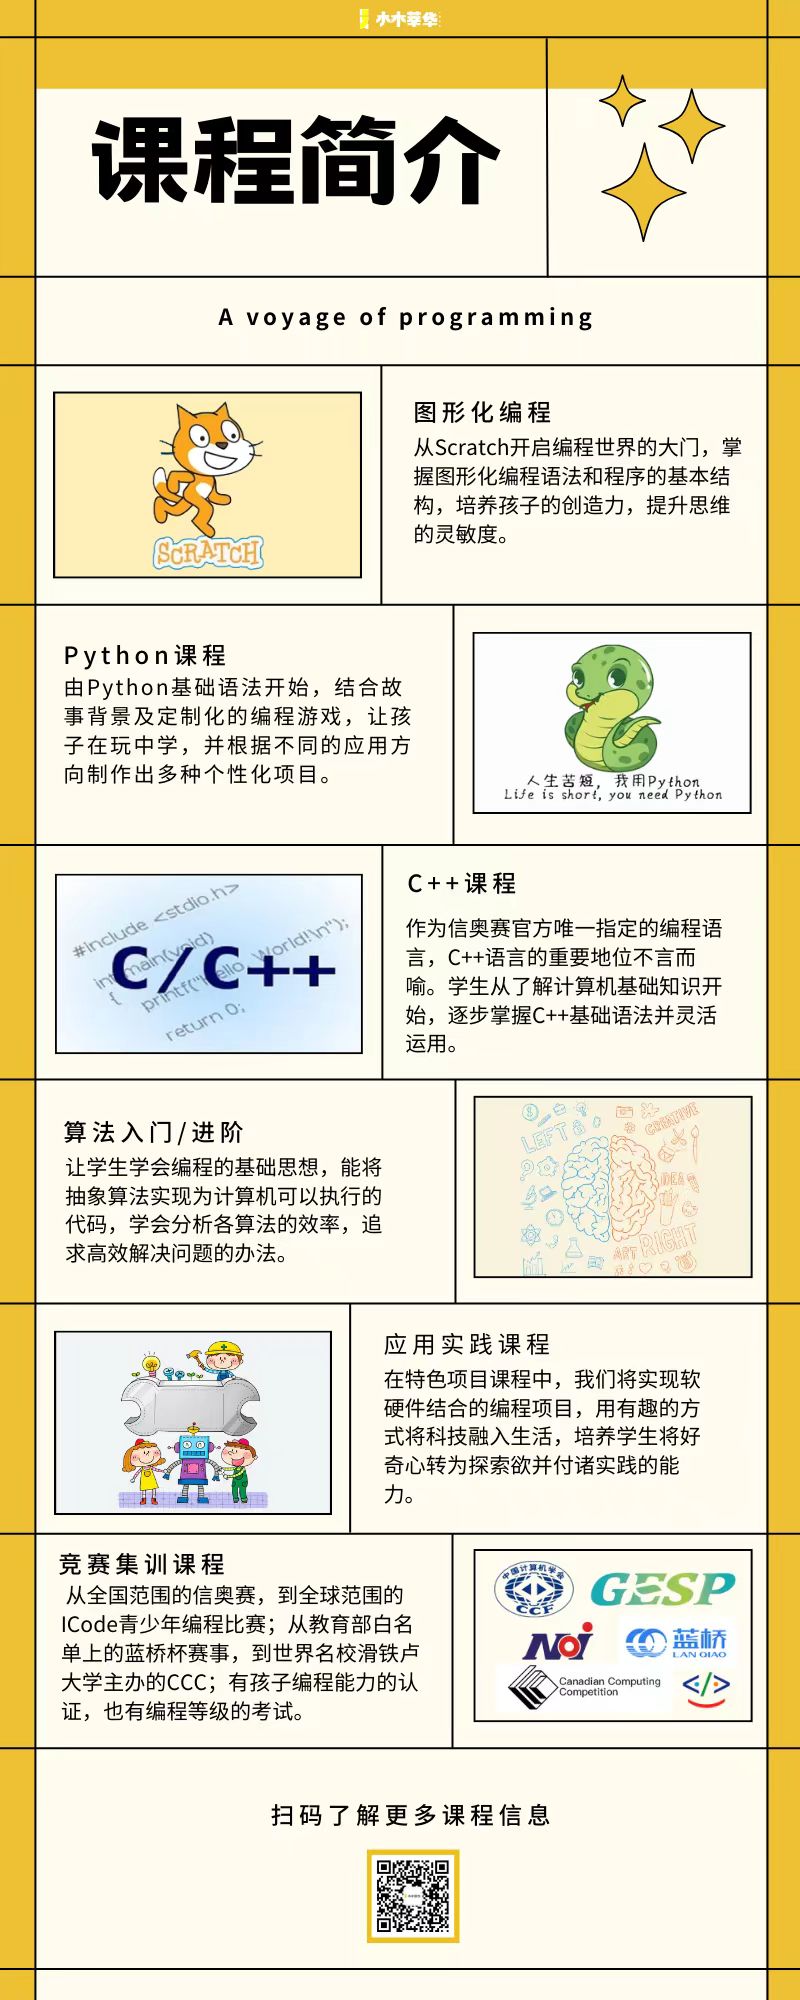 小木萃华
课程简介
A voyage of programming
SCRATCH
图形化编程
从Scratch开启编程世界的大门，掌
握图形化编程语法和程序的基本结
构，培养孩子的创造力，提升思维
的灵敏度。
Python课程
由Python基础语法开始，结合故
事背景及定制化的编程游戏，让孩
子在玩中学，并根据不同的应用方
向制作出多种个性化项目。
人生苦短，我用Python
Life is short, you need Python
#include <stdio.h>
int main(void)
{
printf("Hello, World!\n");
return 0;
C/C++
C++课程
作为信奥赛官方唯一指定的编程语
言，C++语言的重要地位不言而
喻。学生从了解计算机基础知识开
始，逐步掌握C++基础语法并灵活
运用。
算法入门/进阶
让学生学会编程的基础思想，能将
抽象算法实现为计算机可以执行的
代码，学会分析各算法的效率，追
求高效解决问题的办法。
LEFT
CREATIVE
IDEA
ART
RIGHT
应用实践课程
在特色项目课程中，我们将实现软
硬件结合的编程项目，用有趣的方
式将科技融入生活，培养学生将好
奇心转为探索欲并付诸实践的能
力。
竞赛集训课程
从全国范围的信奥赛，到全球范围的
ICode青少年编程比赛；从教育部白名
单上的蓝桥杯赛事，到世界名校滑铁卢
大学主办的CCC；有孩子编程能力的认
证，也有编程等级的考试。
中国计算机学会
CCF
GESP
NOI
蓝桥
LAN QIAO
Canadian Computing
Competition
</>
扫码了解更多课程信息